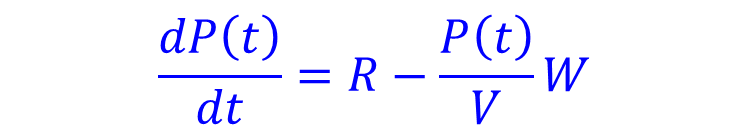 dP(t)/dt = R − P(t)/V W